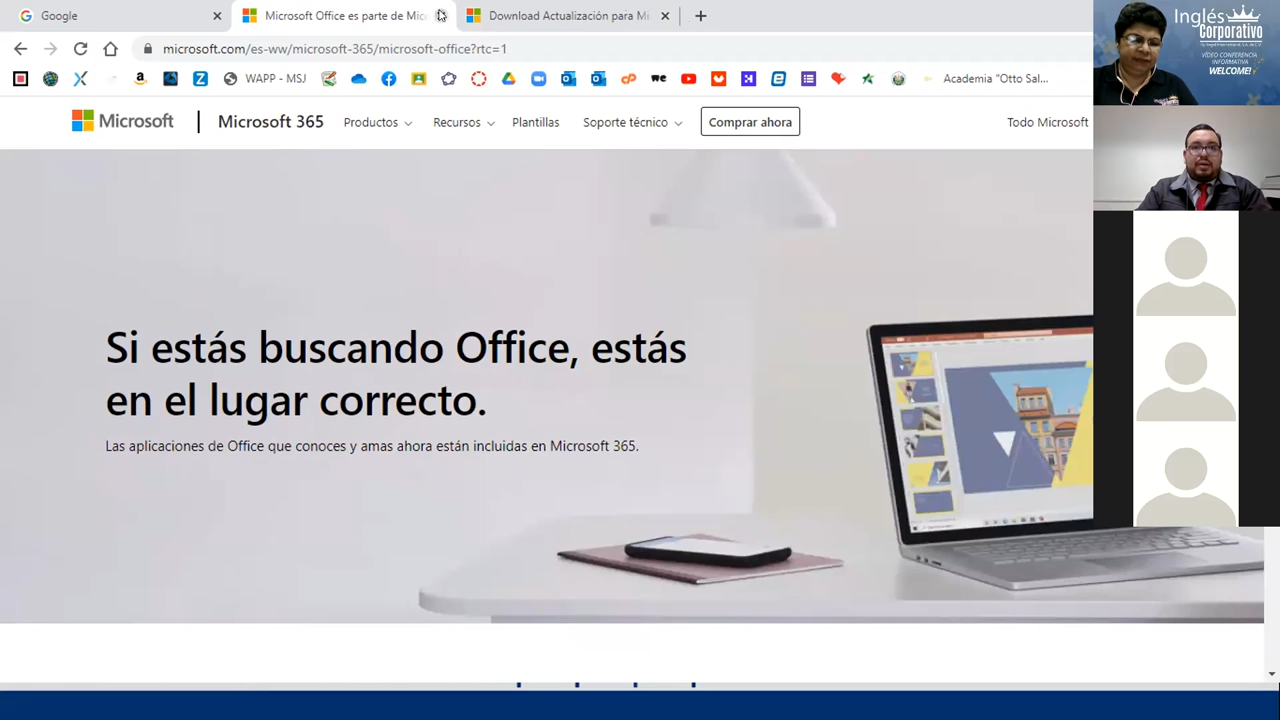 Google
Microsoft Office es parte de Micr
Download Actualización para Mi
microsoft.com/es-ww/microsoft-365/microsoft-office?rtc=1
WAPP - MSJ
Academia "Otto Sal...
Microsoft
Microsoft 365
Productos
Recursos
Plantillas
Soporte técnico
Comprar ahora
Todo Microsoft
Si estás buscando Office, estás
en el lugar correcto.
Las aplicaciones de Office que conoces y amas ahora están incluidas en Microsoft 365.
Inglés
Corporativo
VÍDEO CONFERENCIA
INFORMATIVA
WELCOME!